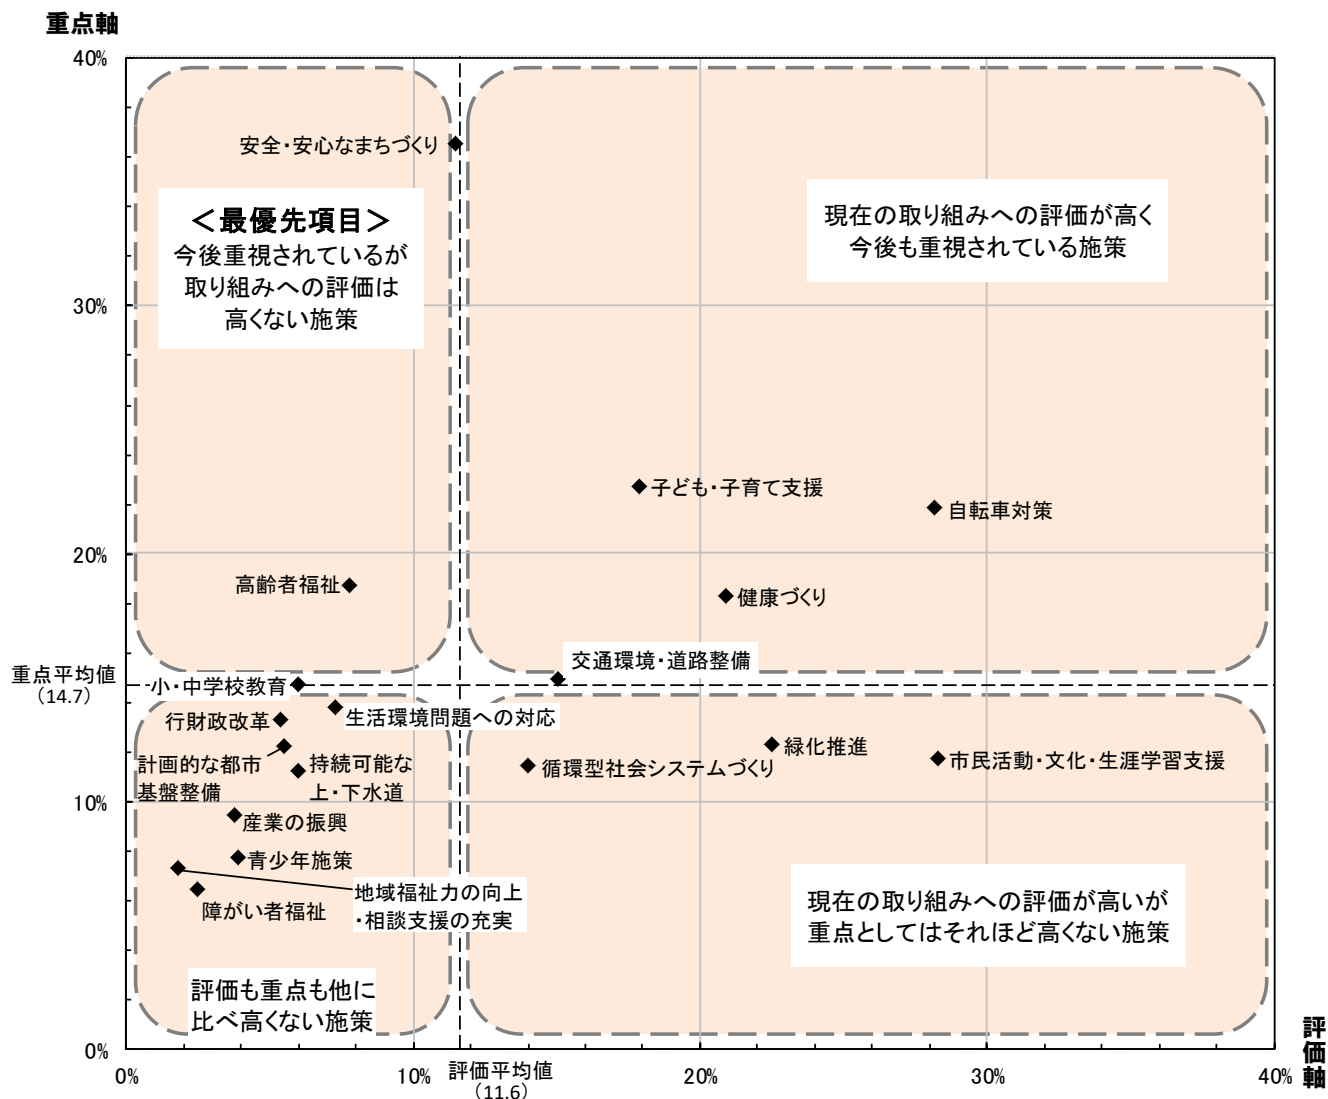 重点軸
40%
安全・安心なまちづくり
＜最優先項目＞
今後重視されているが
取り組みへの評価は
高くない施策
現在の取り組みへの評価が高く
今後も重視されている施策
30%
子ども・子育て支援
自転車対策
20%
高齢者福祉
健康づくり
交通環境・道路整備
重点平均値
（14.7）
小・中学校教育
生活環境問題への対応
行財政改革
緑化推進
計画的な都市
基盤整備
持続可能な
上・下水道
循環型社会システムづくり
市民活動・文化・生涯学習支援
10%
産業の振興
青少年施策
地域福祉力の向上
・相談支援の充実
障がい者福祉
現在の取り組みへの評価が高いが
重点としてはそれほど高くない施策
評価も重点も他に
比べ高くない施策
0%
0%
10%
評価平均値
（11.6）
20%
30%
40%
評価軸